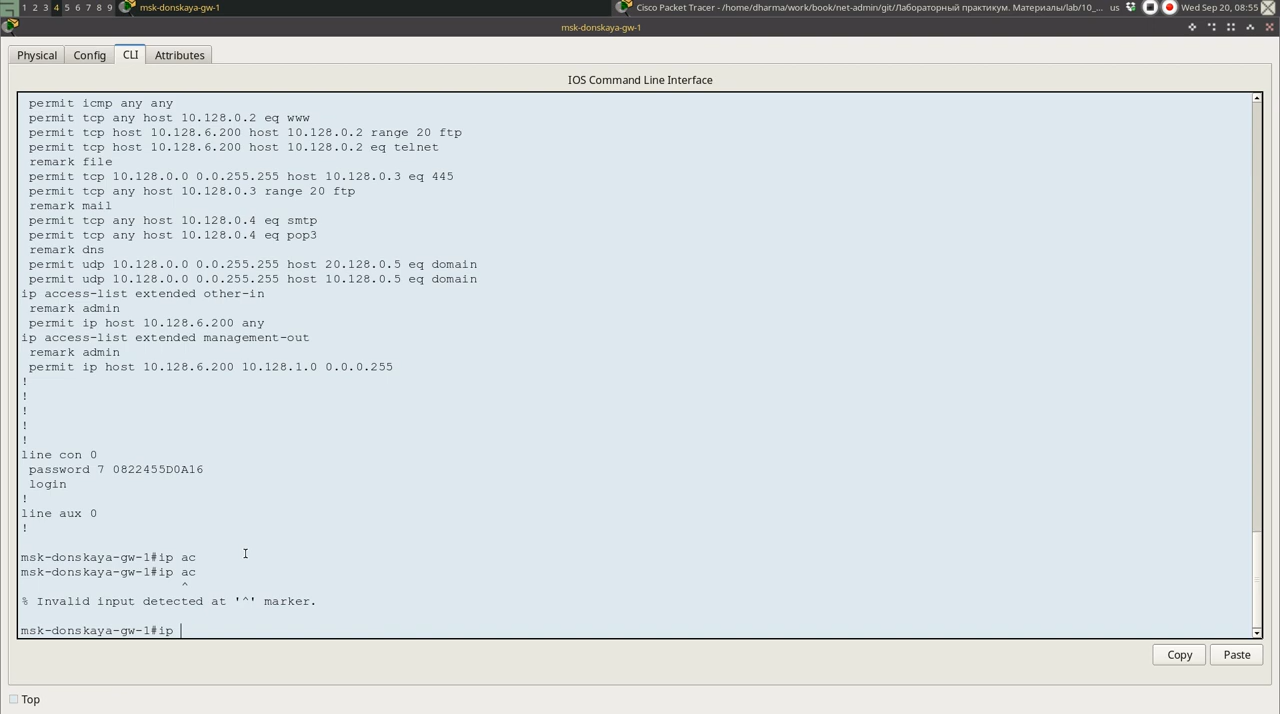 1 2 3 4 5 6 7 8 9 msk-donskaya-gw-1 Cisco Packet Tracer - /home/dharma/work/book/net-admin/git/Лабораторный практикум. Материалы/lab/10_... us Wed Sep 20, 08:55
msk-donskaya-gw-1
Physical Config CLI Attributes
IOS Command Line Interface
permit icmp any any
permit tcp any host 10.128.0.2 eq www
permit tcp host 10.128.6.200 host 10.128.0.2 range 20 ftp
permit tcp host 10.128.6.200 host 10.128.0.2 eq telnet
remark file
permit tcp 10.128.0.0 0.0.255.255 host 10.128.0.3 eq 445
permit tcp any host 10.128.0.3 range 20 ftp
remark mail
permit tcp any host 10.128.0.4 eq smtp
permit tcp any host 10.128.0.4 eq pop3
remark dns
permit udp 10.128.0.0 0.0.255.255 host 20.128.0.5 eq domain
permit udp 10.128.0.0 0.0.255.255 host 10.128.0.5 eq domain
ip access-list extended other-in
remark admin
permit ip host 10.128.6.200 any
ip access-list extended management-out
remark admin
permit ip host 10.128.6.200 10.128.1.0 0.0.0.255
!
!
!
!
!
line con 0
password 7 0822455D0A16
login
!
line aux 0
!
msk-donskaya-gw-1#ip ac
msk-donskaya-gw-1#ip ac
^
% Invalid input detected at '^' marker.
msk-donskaya-gw-1#ip
Copy Paste
Top